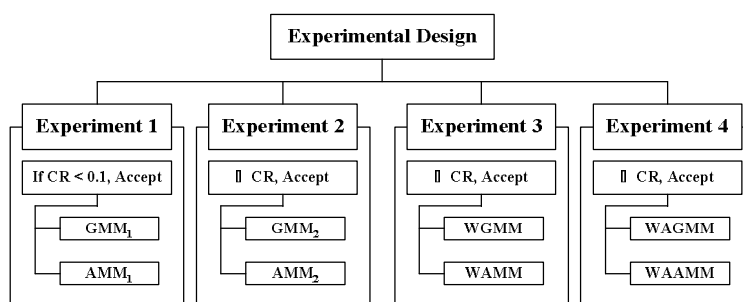 Experimental Design
Experiment 1
Experiment 2
Experiment 3
Experiment 4
If CR < 0.1, Accept
▯ CR, Accept
▯ CR, Accept
▯ CR, Accept
GMM₁
GMM₂
WGMM
WAGMM
AMM₁
AMM₂
WAMM
WAAMM